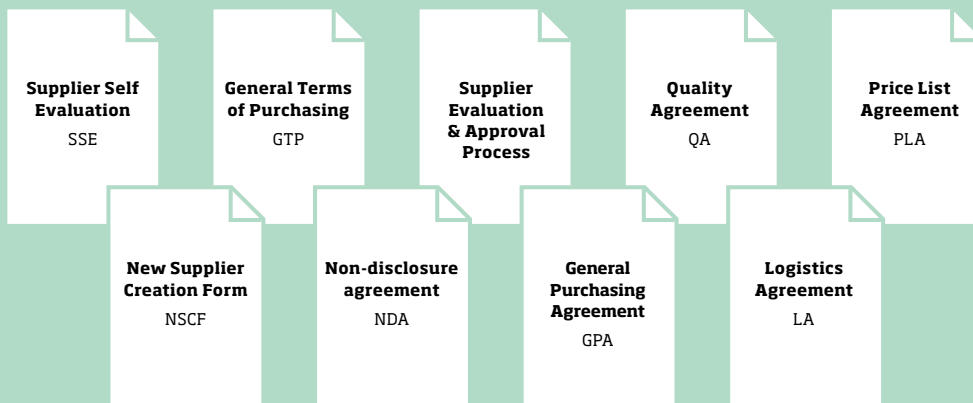 Supplier Self
Evaluation
SSE
General Terms
of Purchasing
GTP
Supplier
Evaluation
& Approval
Process
Quality
Agreement
QA
Price List
Agreement
PLA
New Supplier
Creation Form
NSCF
Non-disclosure
agreement
NDA
General
Purchasing
Agreement
GPA
Logistics
Agreement
LA